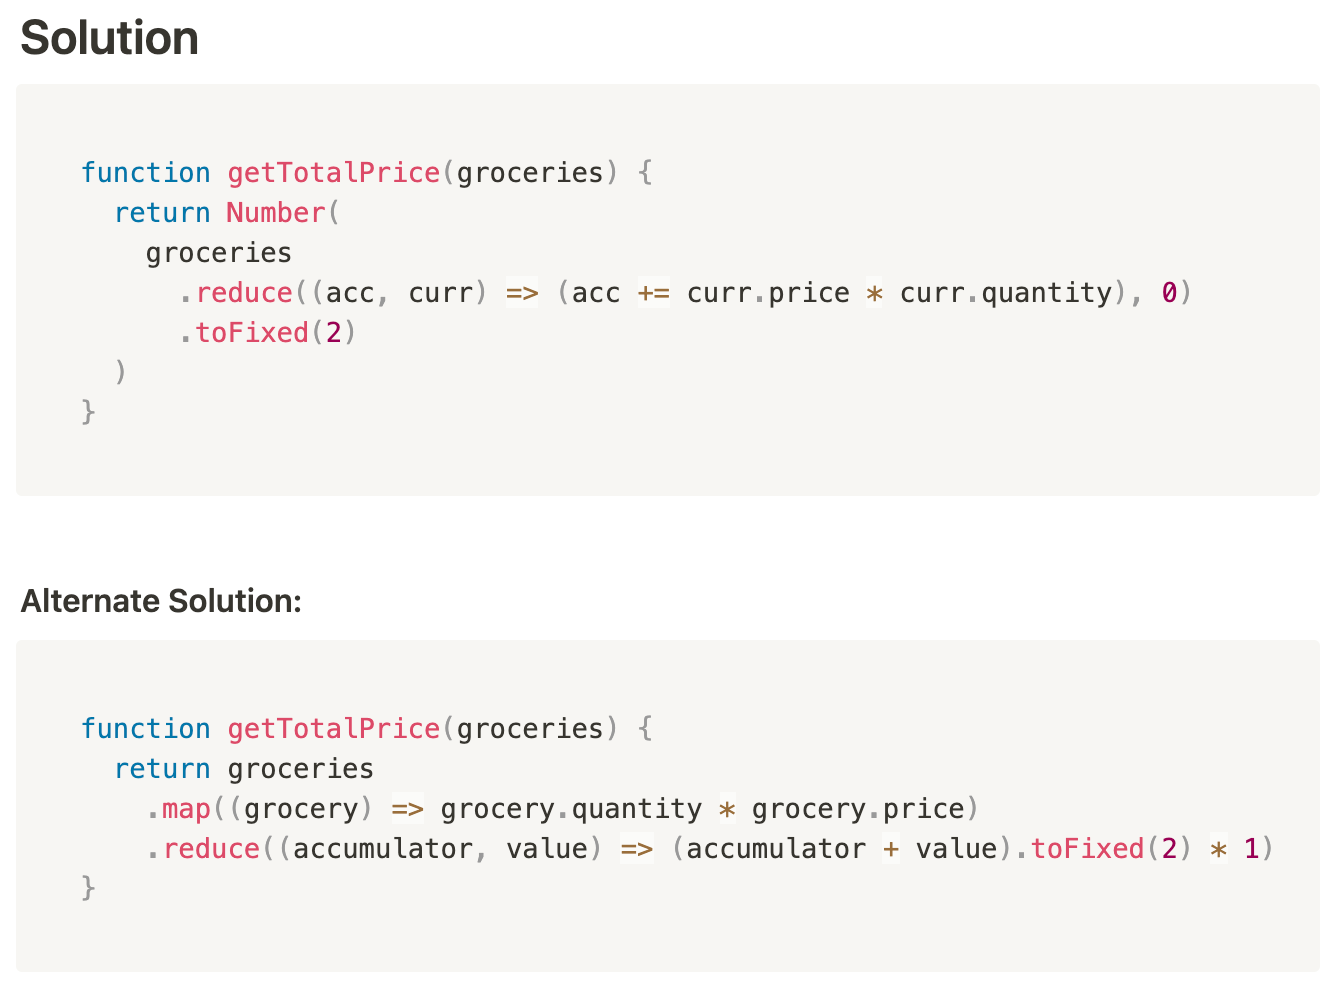 Solution
function getTotalPrice(groceries) {
  return Number(
    groceries
      .reduce((acc, curr) => (acc += curr.price * curr.quantity), 0)
      .toFixed(2)
  )
}
Alternate Solution:
function getTotalPrice(groceries) {
  return groceries
    .map((grocery) => grocery.quantity * grocery.price)
    .reduce((accumulator, value) => (accumulator + value).toFixed(2) * 1)
}